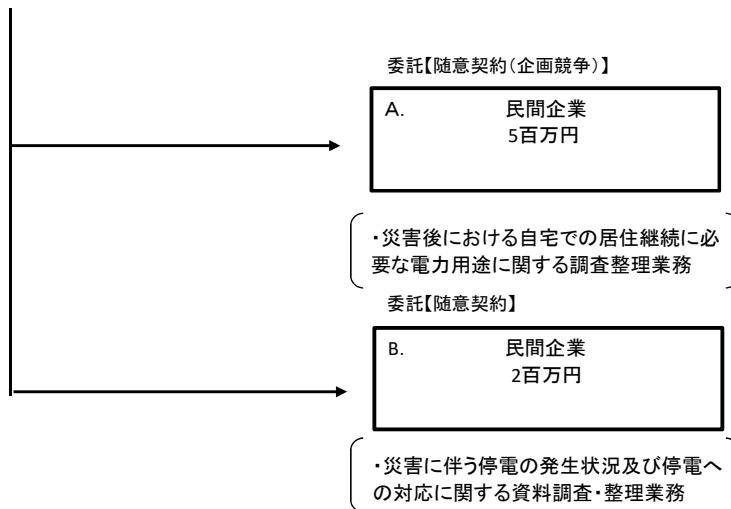 委託【随意契約(企画競争)】
A. 民間企業
5百万円
・災害後における自宅での居住継続に必
要な電力用途に関する調査整理業務
委託【随意契約】
B. 民間企業
2百万円
・災害に伴う停電の発生状況及び停電へ
の対応に関する資料調査・整理業務